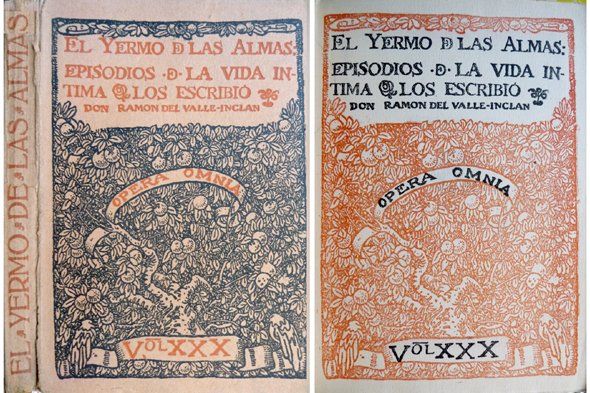 EL YERMO DE LAS ALMAS
EL YERMO D LAS ALMAS:
EPISODIOS · D · LA VIDA IN-
TIMA Q LOS ESCRIBIÓ
DON RAMON DEL VALLE-INCLAN
OPERA OMNIA
VOL XXX
EL YERMO D LAS ALMAS:
EPISODIOS · D · LA VIDA IN-
TIMA Q LOS ESCRIBIÓ
DON RAMON DEL VALLE-INCLAN
OPERA OMNIA
VOL XXX